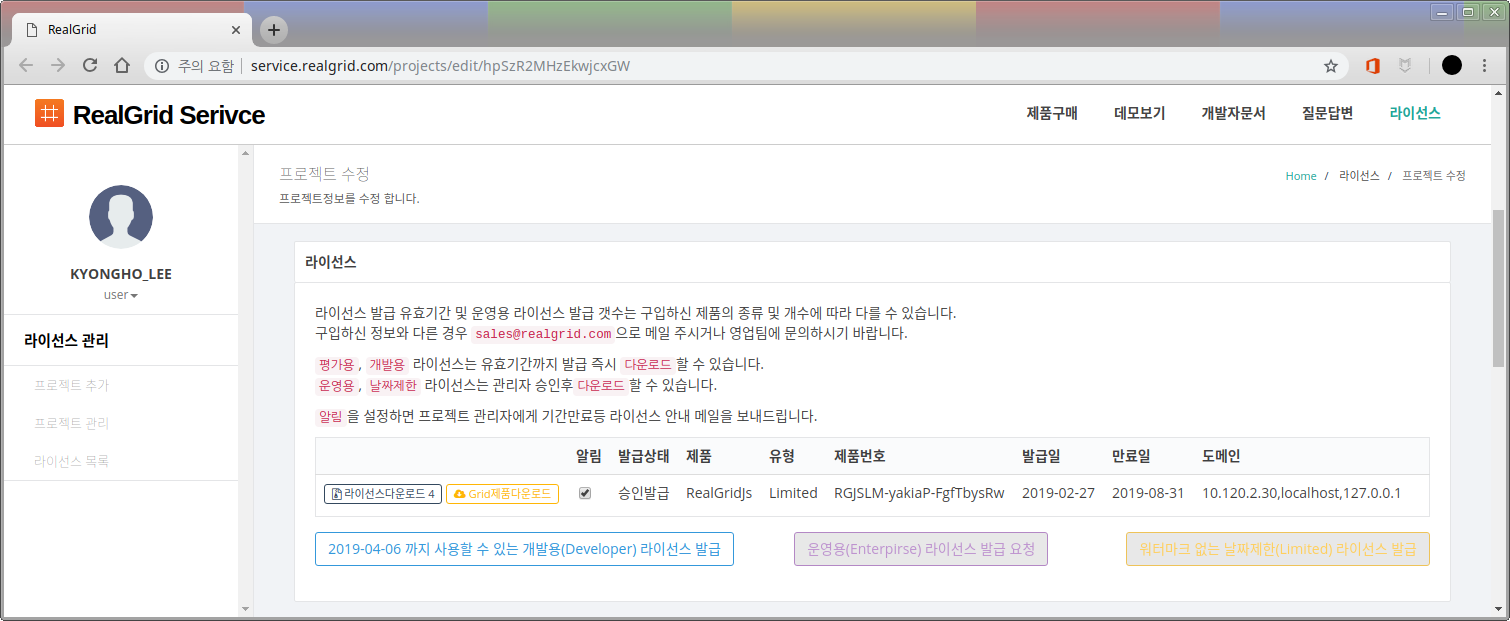 RealGrid
주의 요함 service.realgrid.com/projects/edit/hpSzR2MHzEkwjcxGW
RealGrid Serivce
제품구매 데모보기 개발자문서 질문답변 라이선스
KYONGHO_LEE
user
라이선스 관리
프로젝트 추가
프로젝트 관리
라이선스 목록
프로젝트 수정
프로젝트정보를 수정 합니다.
Home / 라이선스 / 프로젝트 수정
라이선스
라이선스 발급 유효기간 및 운영용 라이선스 발급 갯수는 구입하신 제품의 종류 및 개수에 따라 다를 수 있습니다.
구입하신 정보와 다른 경우 sales@realgrid.com 으로 메일 주시거나 영업팀에 문의하시기 바랍니다.
평가용 , 개발용 라이선스는 유효기간까지 발급 즉시 다운로드 할 수 있습니다.
운영용 , 날짜제한 라이선스는 관리자 승인후 다운로드 할 수 있습니다.
알림 을 설정하면 프로젝트 관리자에게 기간만료등 라이선스 안내 메일을 보내드립니다.
알림 발급상태 제품 유형 제품번호 발급일 만료일 도메인
라이선스다운로드 4 Grid제품다운로드 승인발급 RealGridJs Limited RGJSLM-yakiaP-FgfTbysRw 2019-02-27 2019-08-31 10.120.2.30,localhost,127.0.0.1
2019-04-06 까지 사용할 수 있는 개발용(Developer) 라이선스 발급
운영용(Enterpirse) 라이선스 발급 요청
워터마크 없는 날짜제한(Limited) 라이선스 발급